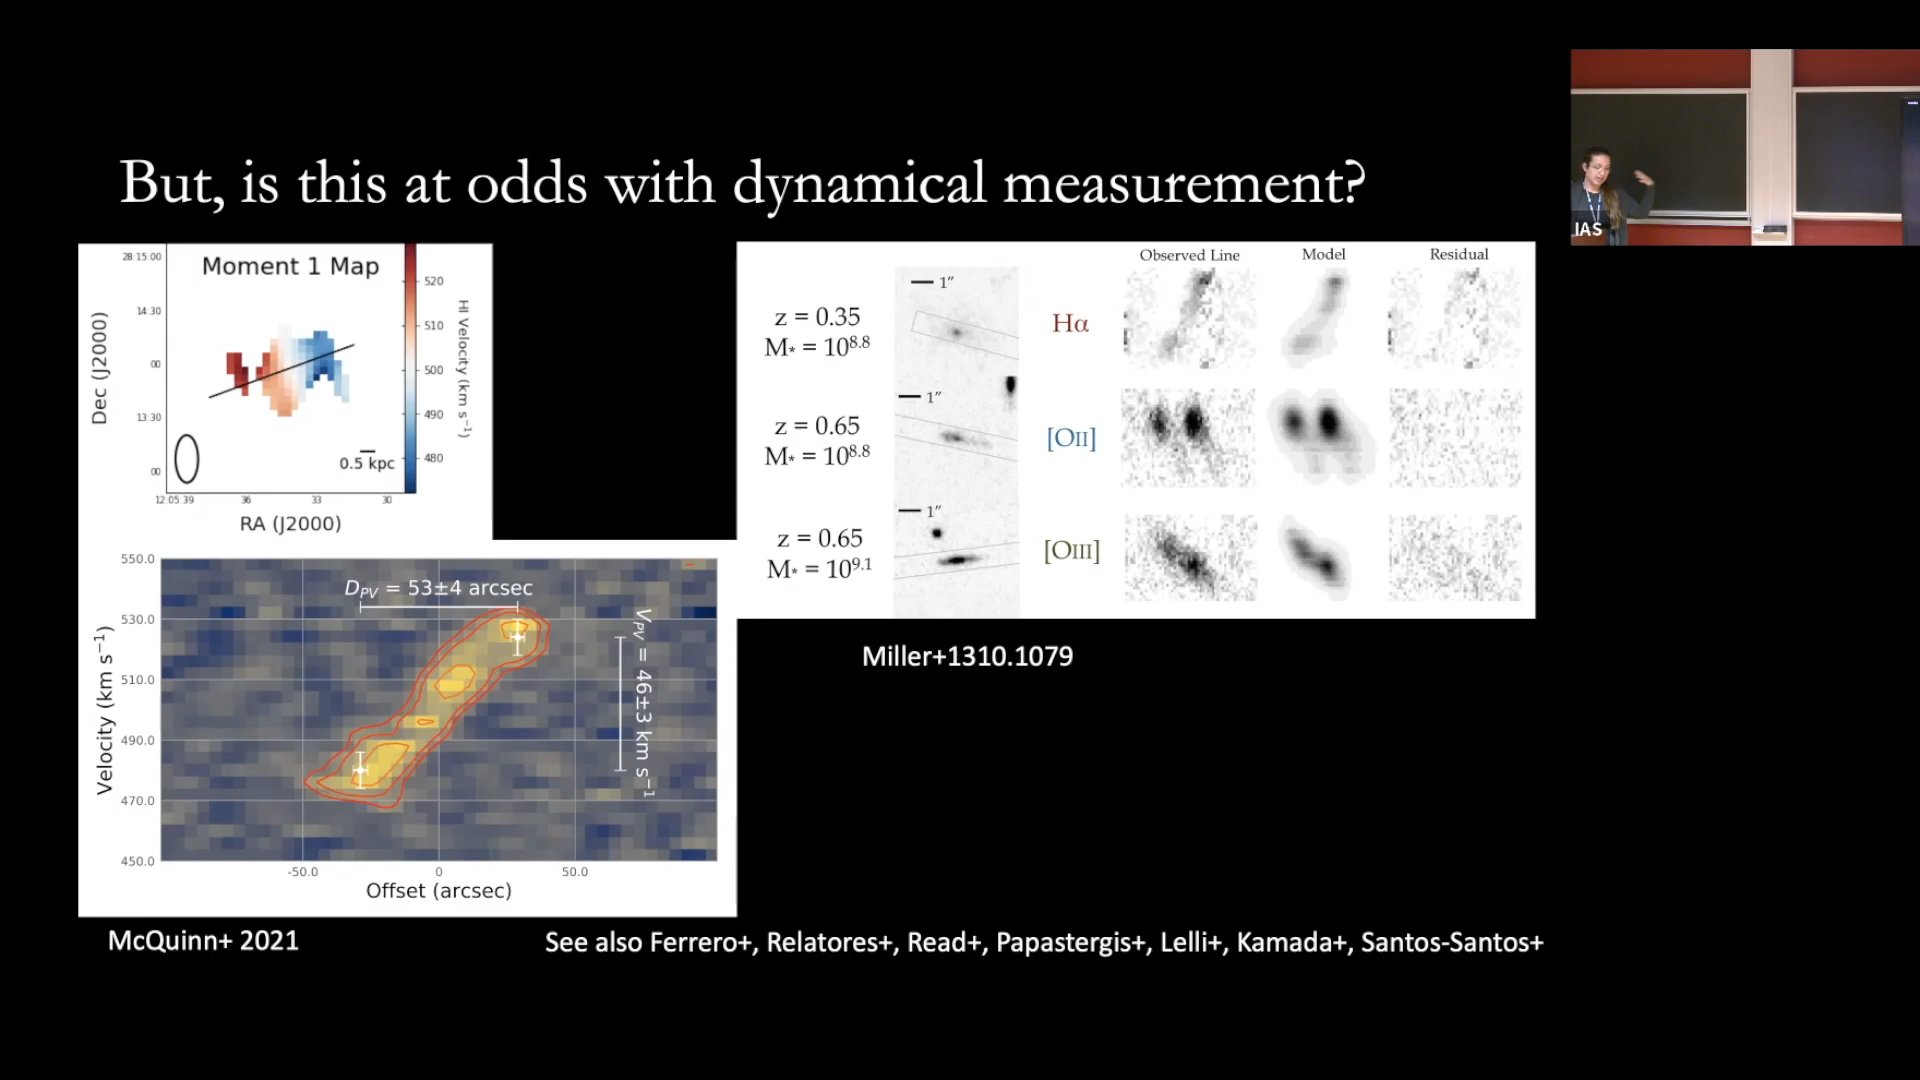 But, is this at odds with dynamical measurement?
IAS
Moment 1 Map
Dec (J2000)
28:15:00
14:30
00
13:30
00
12:05:39
36
33
30
RA (J2000)
0.5 kpc
520
510
500
490
480
HI Velocity (km s⁻¹)
550.0
530.0
510.0
490.0
470.0
450.0
Velocity (km s⁻¹)
D_PV = 53±4 arcsec
V_PV = 46±3 km s⁻¹
-50.0
0
50.0
Offset (arcsec)
McQuinn+ 2021
Observed Line
Model
Residual
z = 0.35
M* = 10^8.8
1″
Hα
z = 0.65
M* = 10^8.8
1″
[OII]
z = 0.65
M* = 10^9.1
1″
[OIII]
Miller+1310.1079
See also Ferrero+, Relatores+, Read+, Papastergis+, Lelli+, Kamada+, Santos-Santos+